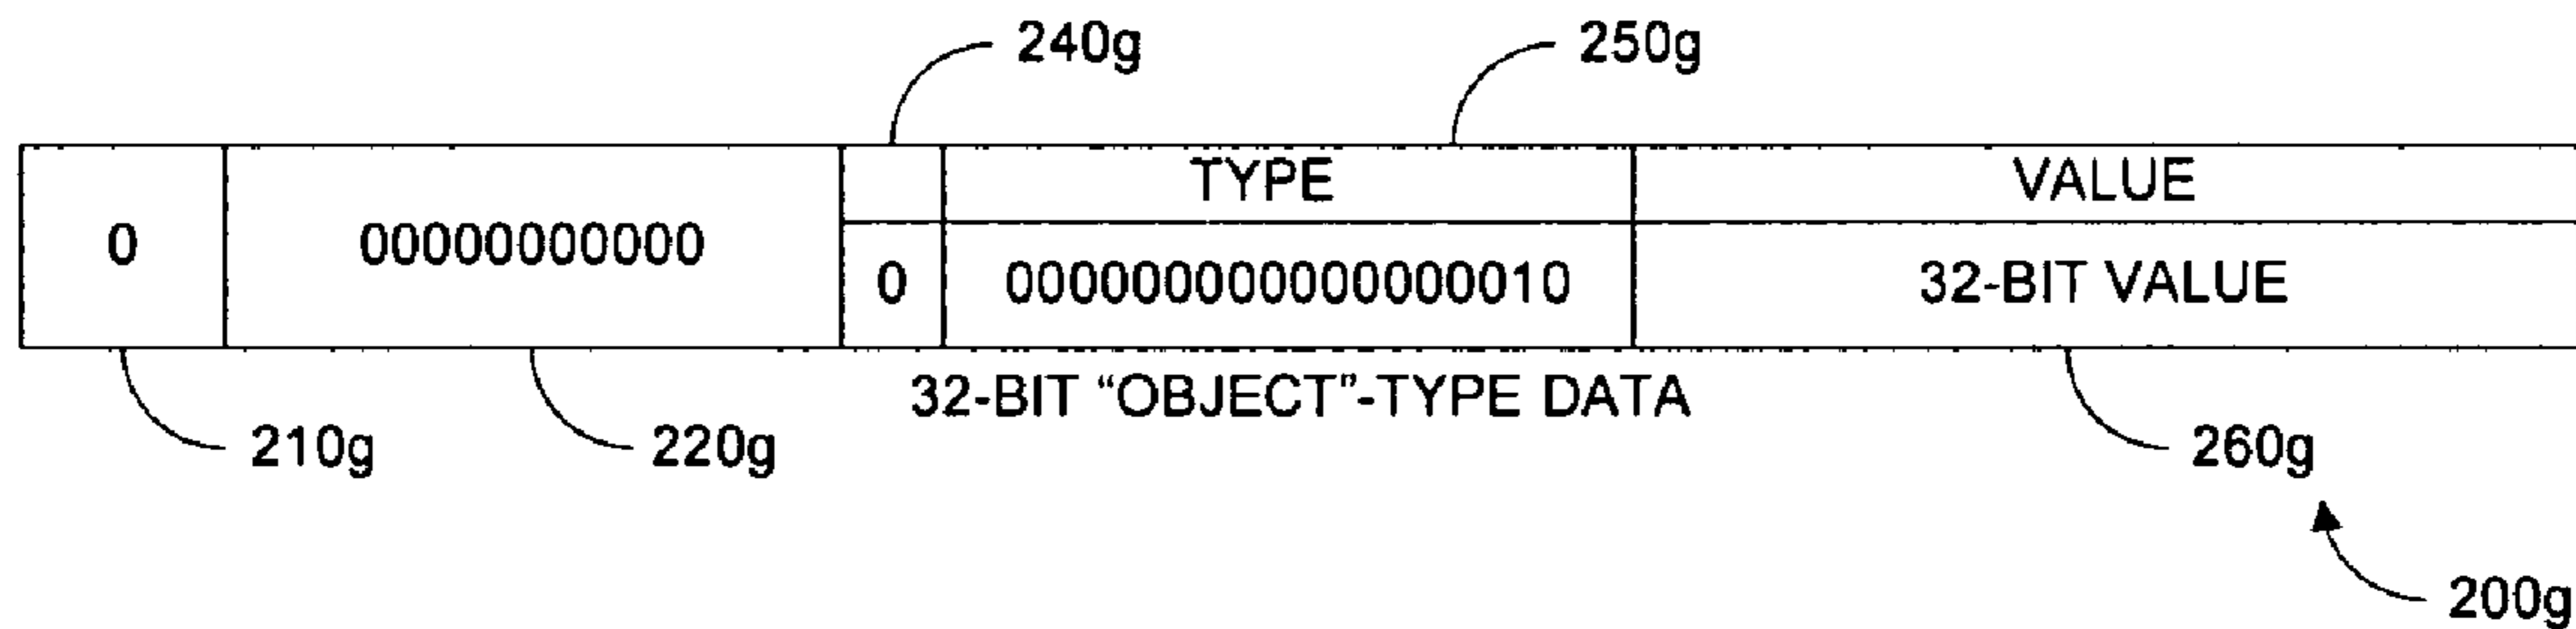 240g
250g
TYPE
VALUE
0
00000000000
0
000000000000000010
32-BIT VALUE
32-BIT “OBJECT”-TYPE DATA
210g
220g
260g
200g